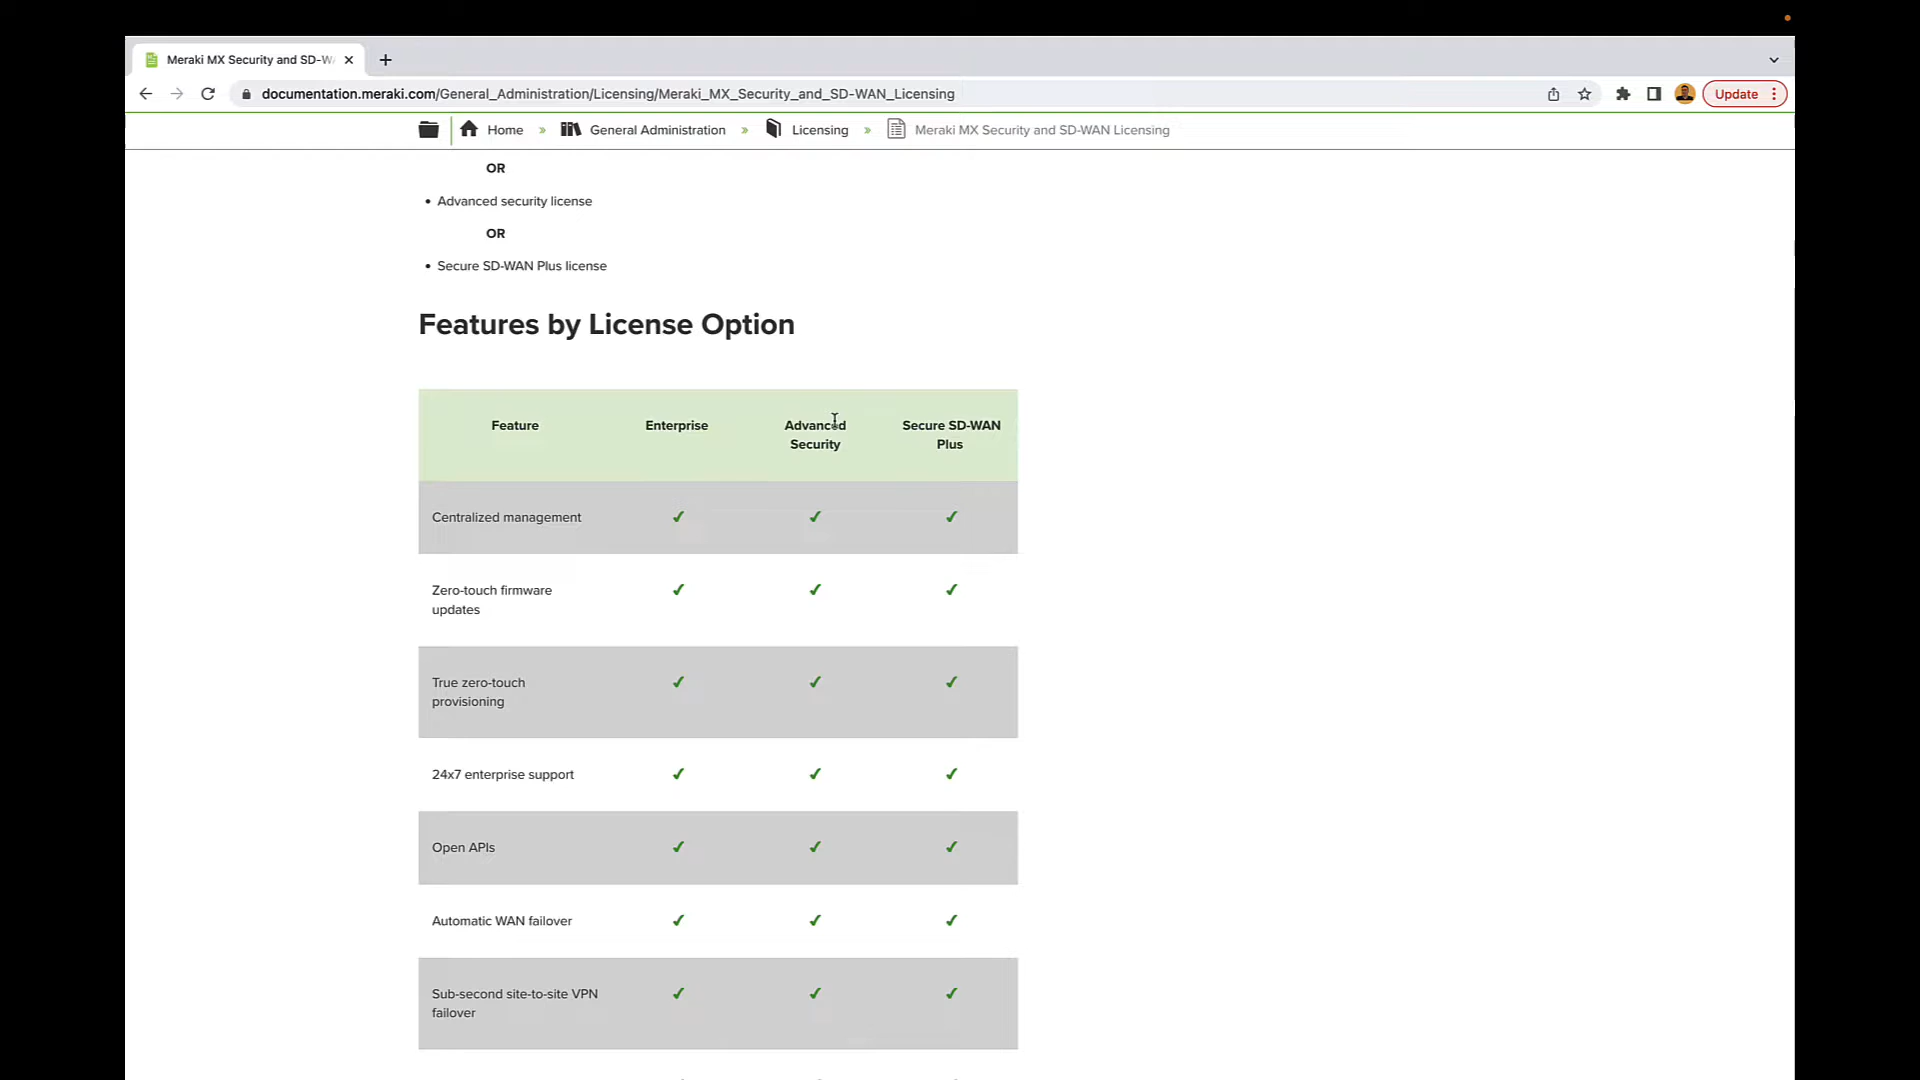 Meraki MX Security and SD-W
documentation.meraki.com/General_Administration/Licensing/Meraki_MX_Security_and_SD-WAN_Licensing
Update
Home » General Administration » Licensing » Meraki MX Security and SD-WAN Licensing
OR
• Advanced security license
OR
• Secure SD-WAN Plus license
Features by License Option
Feature Enterprise Advanced Security Secure SD-WAN Plus
Centralized management ✓ ✓ ✓
Zero-touch firmware
updates ✓ ✓ ✓
True zero-touch
provisioning ✓ ✓ ✓
24x7 enterprise support ✓ ✓ ✓
Open APIs ✓ ✓ ✓
Automatic WAN failover ✓ ✓ ✓
Sub-second site-to-site VPN
failover ✓ ✓ ✓